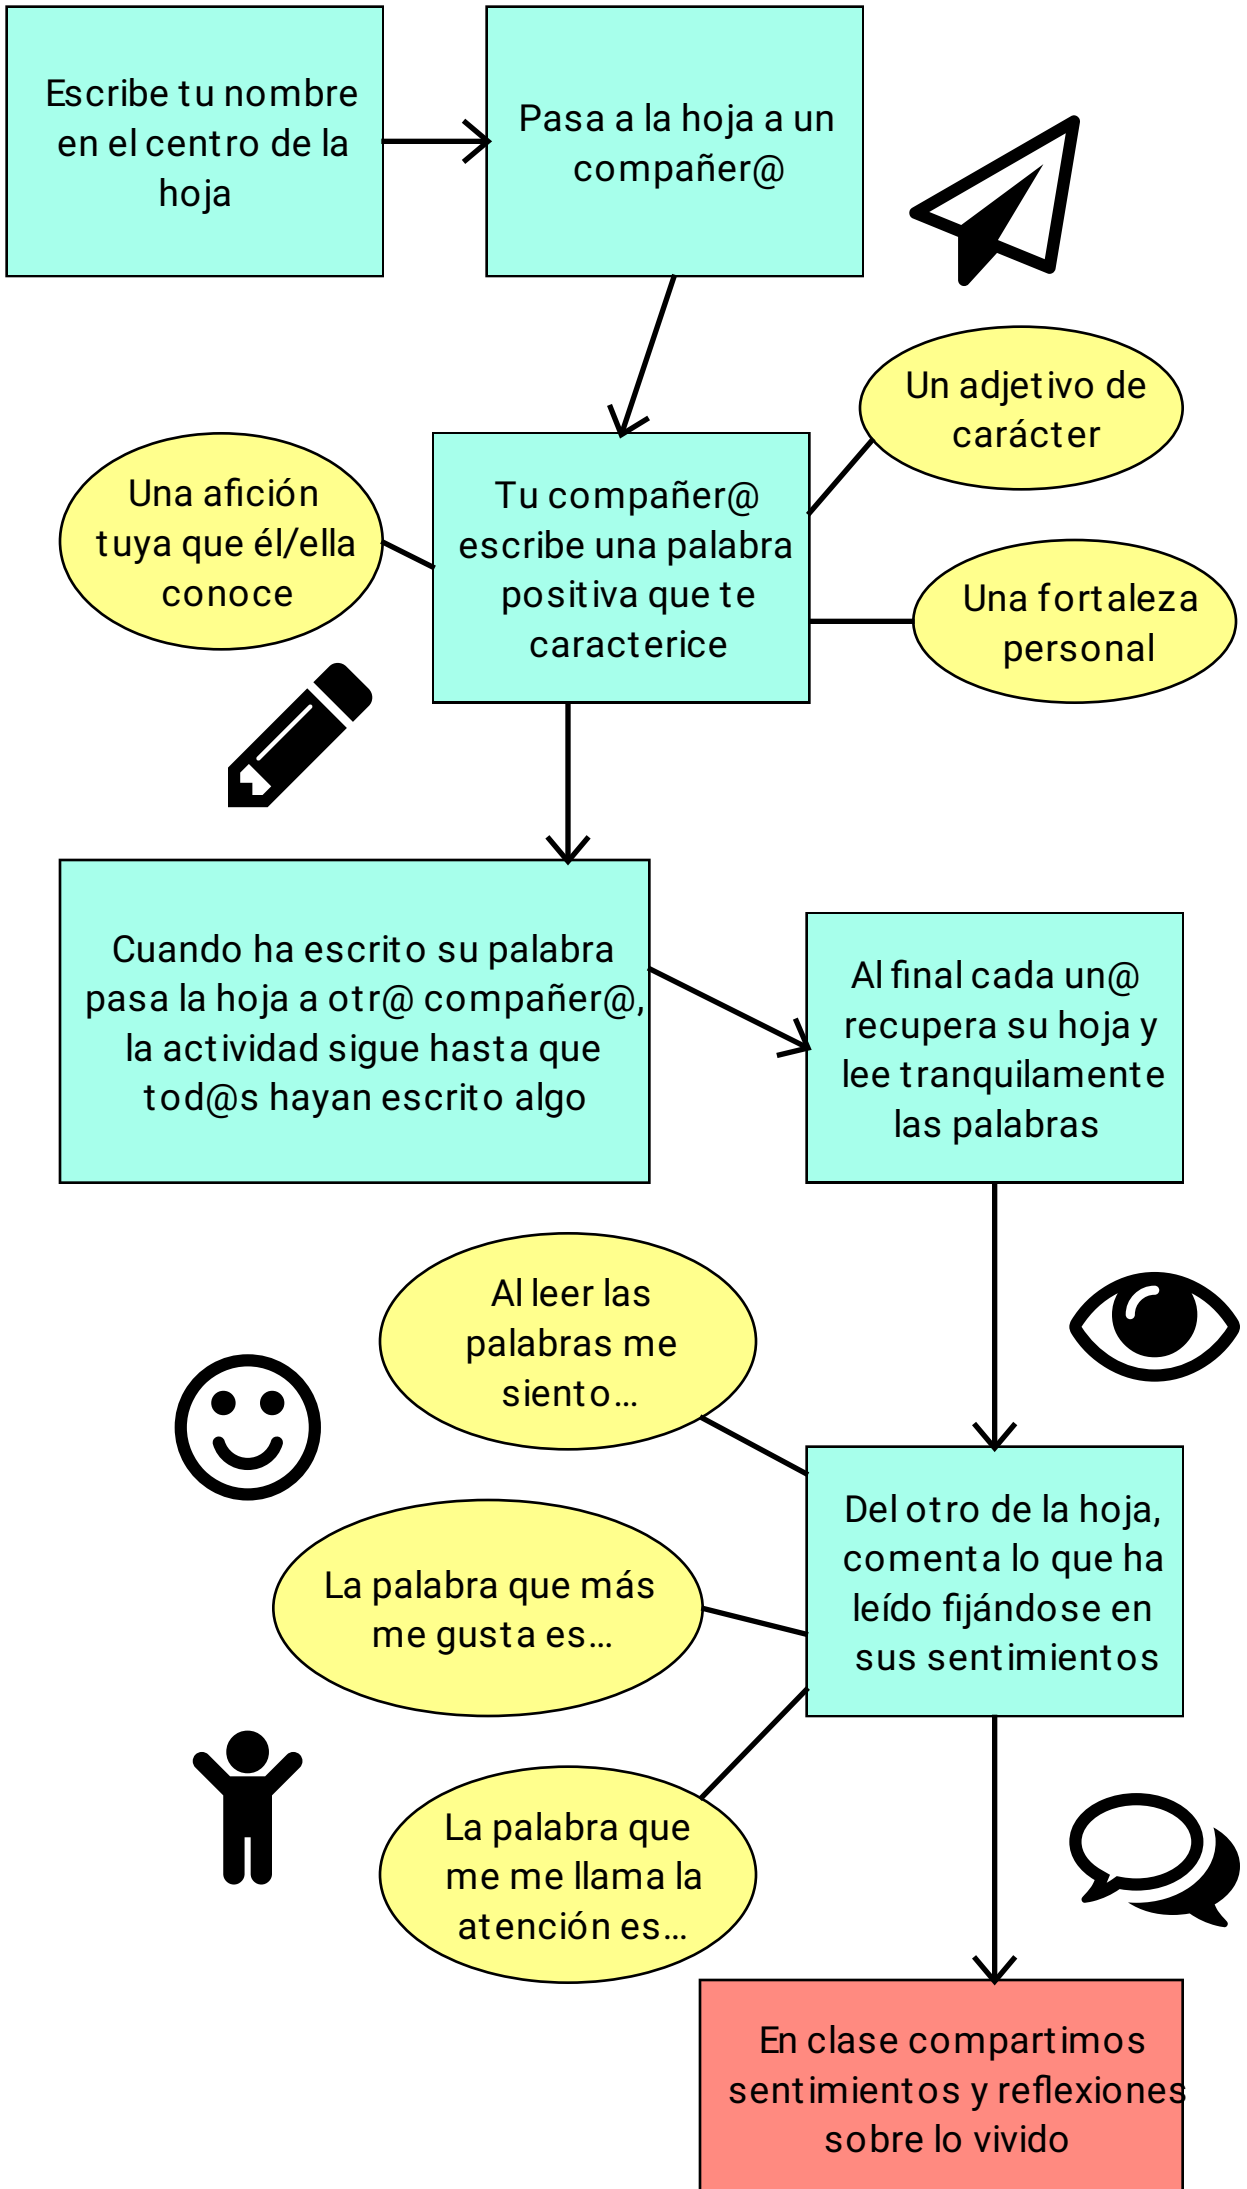 Escribe tu nombre
en el centro de la
hoja
Pasa a la hoja a un
compañer@
Un adjetivo de
carácter
Una afición
tuya que él/ella
conoce
Tu compañer@
escribe una palabra
positiva que te
caracterice
Una fortaleza
personal
Cuando ha escrito su palabra
pasa la hoja a otr@ compañer@,
la actividad sigue hasta que
tod@s hayan escrito algo
Al final cada un@
recupera su hoja y
lee tranquilamente
las palabras
Al leer las
palabras me
siento...
La palabra que más
me gusta es...
Del otro de la hoja,
comenta lo que ha
leído fijándose en
sus sentimientos
La palabra que
me me llama la
atención es...
En clase compartimos
sentimientos y reflexiones
sobre lo vivido